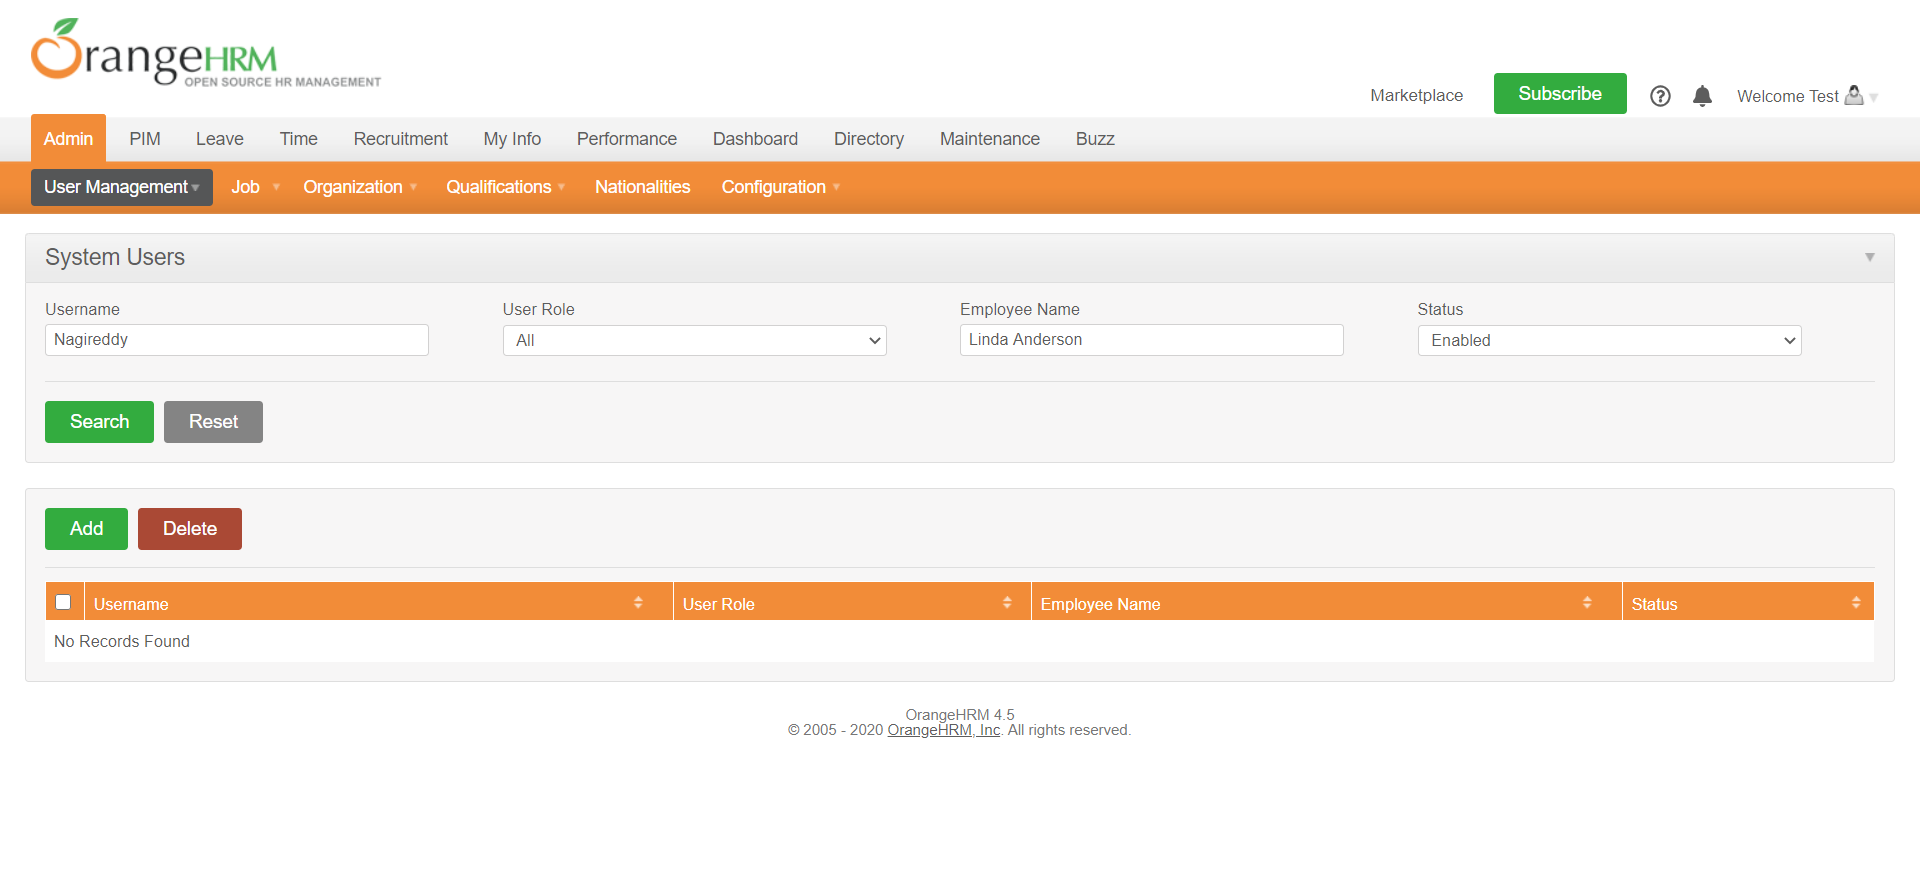 OrangeHRM
OPEN SOURCE HR MANAGEMENT
Marketplace Subscribe Welcome Test
Admin PIM Leave Time Recruitment My Info Performance Dashboard Directory Maintenance Buzz
User Management Job Organization Qualifications Nationalities Configuration
System Users
Username User Role Employee Name Status
Nagireddy All Linda Anderson Enabled
Search Reset
Add Delete
Username User Role Employee Name Status
No Records Found
OrangeHRM 4.5
© 2005 - 2020 OrangeHRM, Inc. All rights reserved.